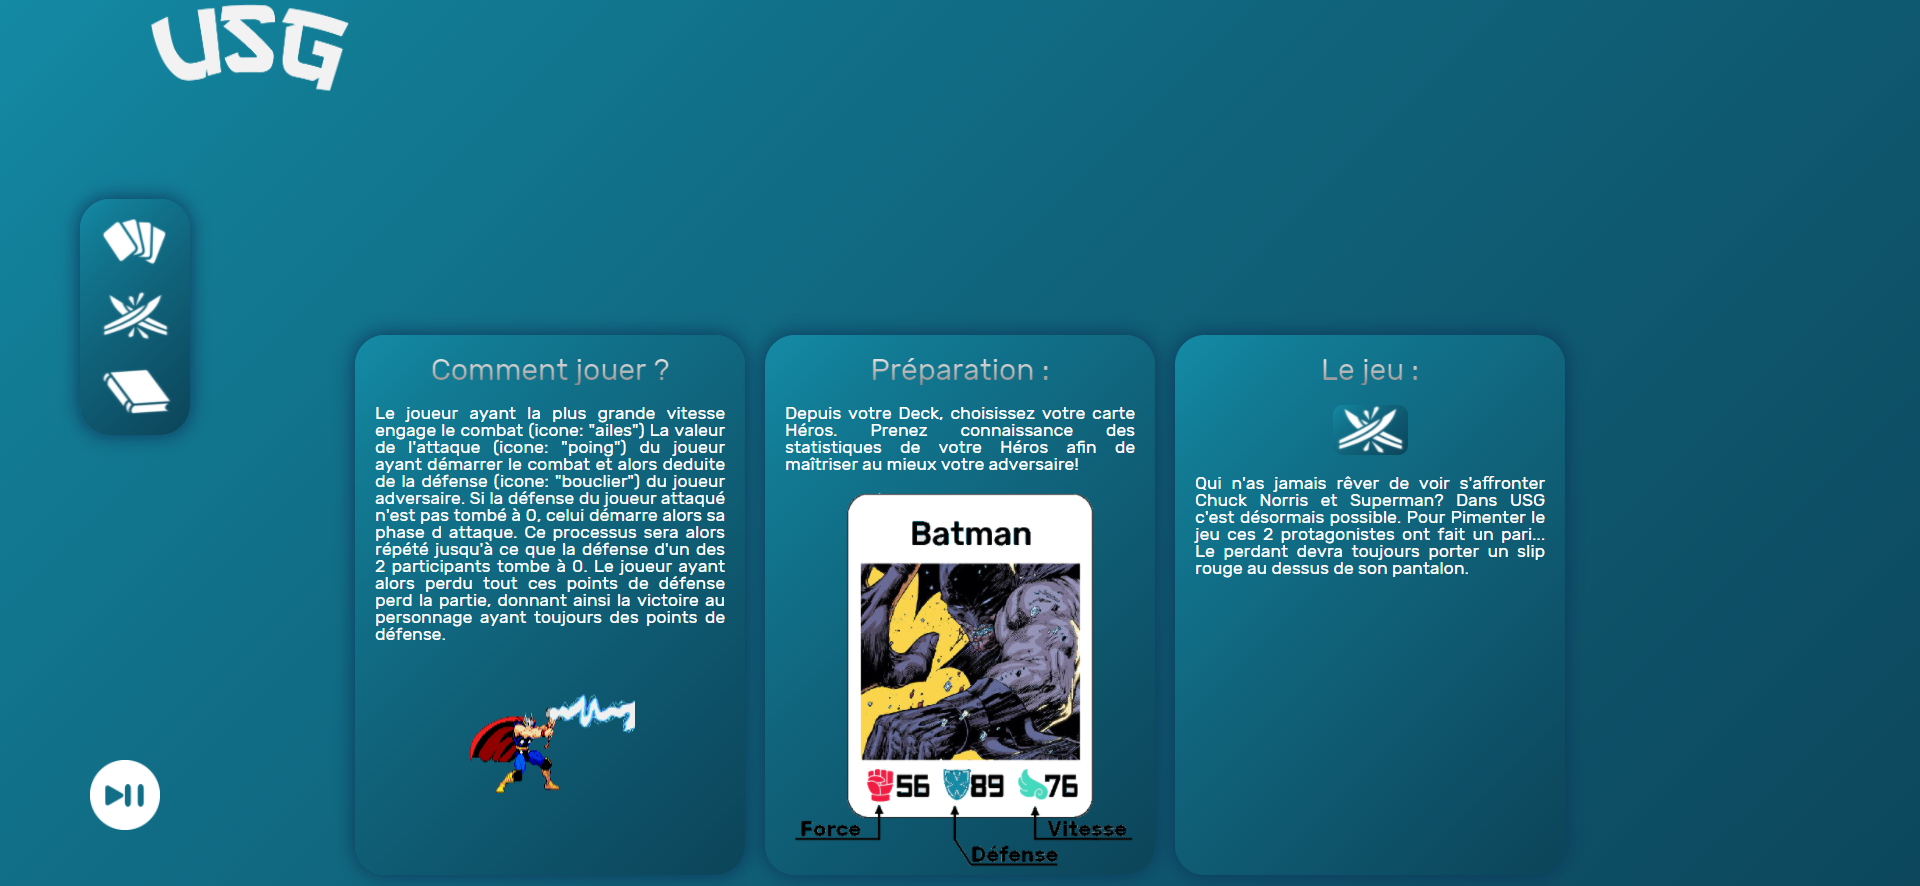 USG
Comment jouer ?
Le joueur ayant la plus grande vitesse
engage le combat (icone: "ailes") La valeur
de l'attaque (icone: "poing") du joueur
ayant démarrer le combat et alors deduite
de la défense (icone: "bouclier") du joueur
adversaire. Si la défense du joueur attaqué
n'est pas tombé à 0, celui démarre alors sa
phase d attaque. Ce processus sera alors
répété jusqu'à ce que la défense d'un des
2 participants tombe à 0. Le joueur ayant
alors perdu tout ces points de défense
perd la partie, donnant ainsi la victoire au
personnage ayant toujours des points de
défense.
Préparation :
Depuis votre Deck, choisissez votre carte
Héros. Prenez connaissance des
statistiques de votre Héros afin de
maîtriser au mieux votre adversaire!
Batman
56 89 76
Force Vitesse
Défense
Le jeu :
Qui n'as jamais rêver de voir s'affronter
Chuck Norris et Superman? Dans USG
c'est désormais possible. Pour Pimenter le
jeu ces 2 protagonistes ont fait un pari...
Le perdant devra toujours porter un slip
rouge au dessus de son pantalon.